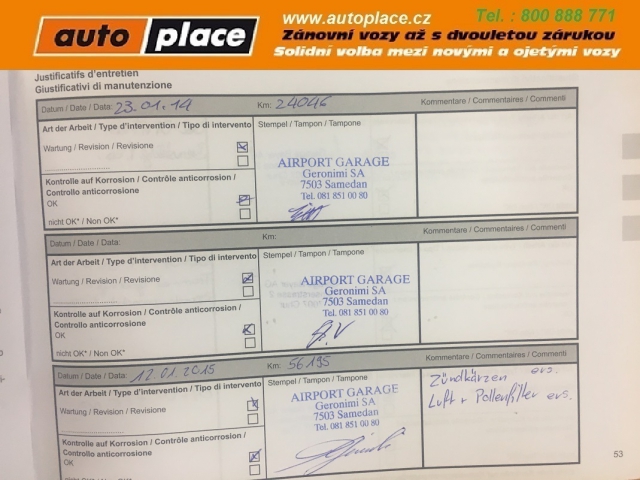 auto place
www.autoplace.cz
Tel. : 800 888 771
Zánovní vozy až s dvouletou zárukou
Solidní volba mezi novými a ojetými vozy
Justificatifs d'entretien
Giustificativi di manutenzione
Datum / Date / Data: 23.01.14 Km: 24046 Kommentare / Commentaires / Commenti
Art der Arbeit / Type d'intervention / Tipo di intervento
Stempel / Tampon / Tampone
Wartung / Revision / Revisione
AIRPORT GARAGE
Geronimi SA
7503 Samedan
Tel. 081 851 00 80
Kontrolle auf Korrosion / Contrôle anticorrosion /
Controllo anticorrosione
OK
nicht OK* / Non OK*
Datum / Date / Data: Km: Kommentare / Commentaires / Commenti
Art der Arbeit / Type d'intervention / Tipo di intervento
Stempel / Tampon / Tampone
Wartung / Revision / Revisione
AIRPORT GARAGE
Geronimi SA
7503 Samedan
Tel. 081 851 00 80
Kontrolle auf Korrosion / Contrôle anticorrosion /
Controllo anticorrosione
OK
nicht OK* / Non OK*
Datum / Date / Data: 12.01.2015 Km: 56195 Kommentare / Commentaires / Commenti
Art der Arbeit / Type d'intervention / Tipo di intervento
Stempel / Tampon / Tampone
Wartung / Revision / Revisione
AIRPORT GARAGE
Geronimi SA
7503 Samedan
Tel. 081 851 00 80
Zündkärzen ers.
Luft + Pollenfilter ers.
Kontrolle auf Korrosion / Contrôle anticorrosion /
Controllo anticorrosione
OK
53